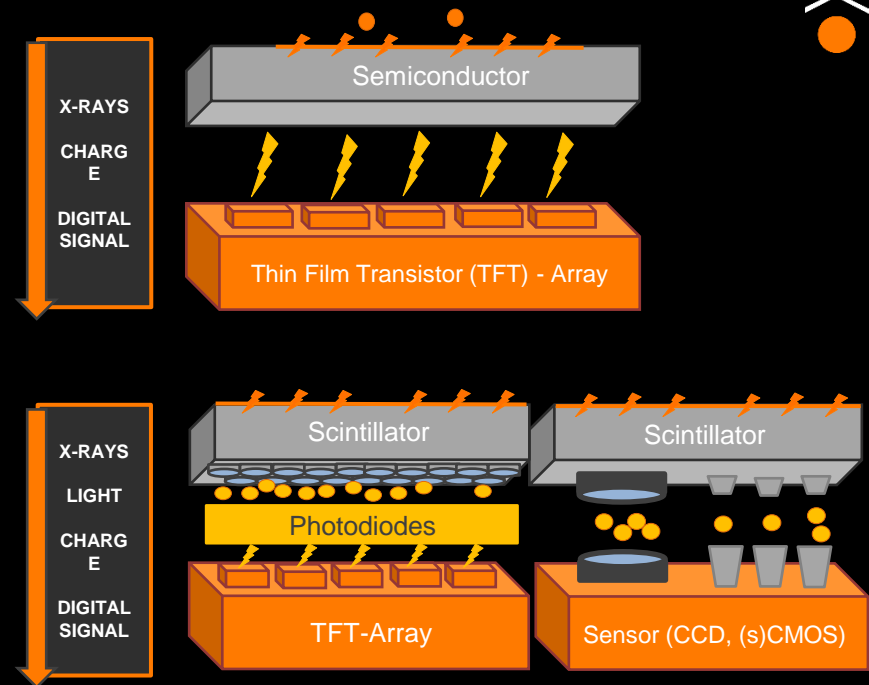 Semiconductor
X-RAYS
CHARG
E
DIGITAL
SIGNAL
Thin Film Transistor (TFT) - Array
X-RAYS
LIGHT
CHARG
E
DIGITAL
SIGNAL
Scintillator
Photodiodes
TFT-Array
Scintillator
Sensor (CCD, (s)CMOS)